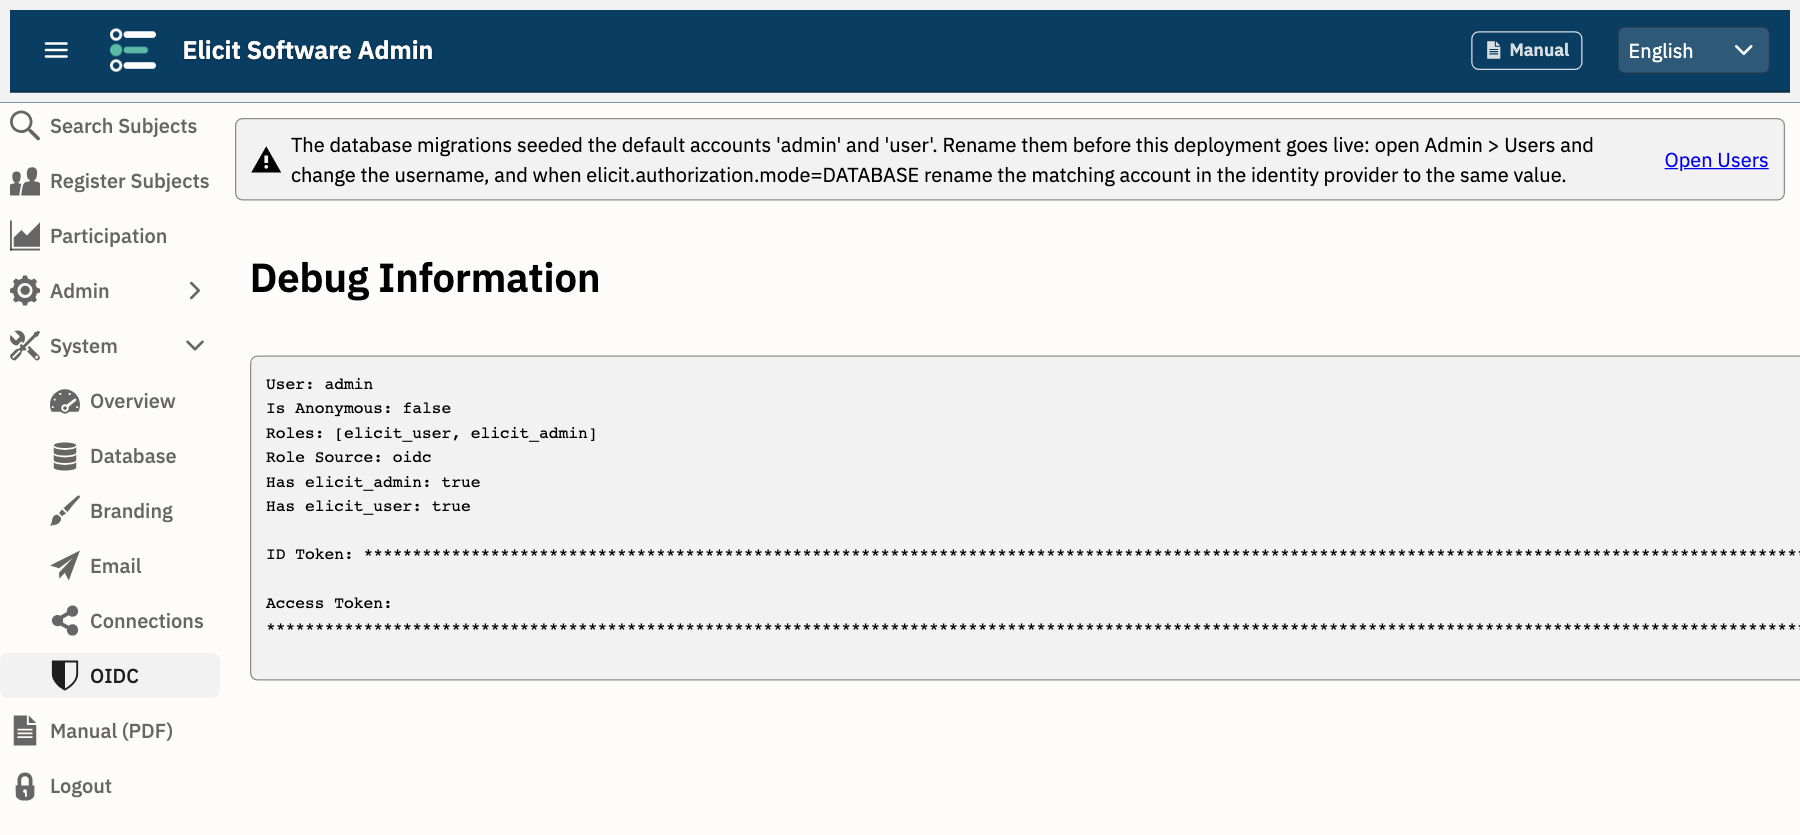 Elicit Software Admin
Manual
English
Search Subjects
Register Subjects
Participation
Admin
System
Overview
Database
Branding
Email
Connections
OIDC
Manual (PDF)
Logout
The database migrations seeded the default accounts 'admin' and 'user'. Rename them before this deployment goes live: open Admin > Users and
change the username, and when elicit.authorization.mode=DATABASE rename the matching account in the identity provider to the same value.
Open Users
Debug Information
User: admin
Is Anonymous: false
Roles: [elicit_user, elicit_admin]
Role Source: oidc
Has elicit_admin: true
Has elicit_user: true
ID Token: ***************************************************************************************************************************************************
Access Token:
*************************************************************************************************************************************************************